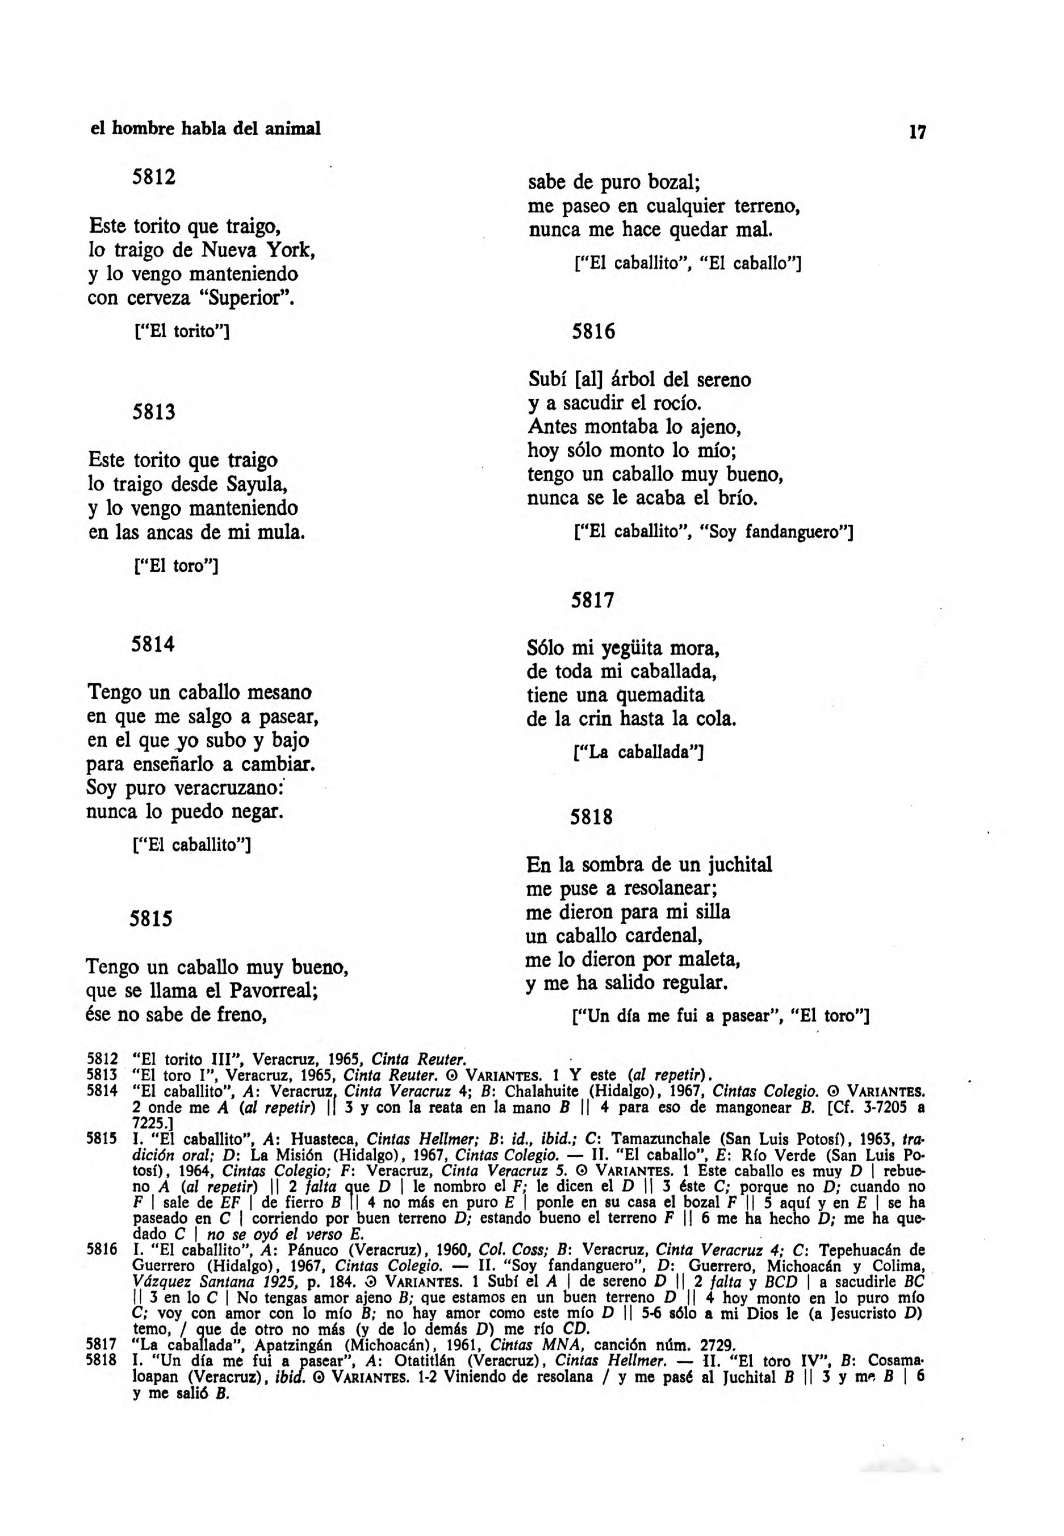 el hombre habla del animal
17
5812
Este torito que traigo,
lo traigo de Nueva York,
y lo vengo manteniendo
con cerveza “Superior”.
[“El torito”]
5813
Este torito que traigo
lo traigo desde Sayula,
y lo vengo manteniendo
en las ancas de mi mula.
[“El toro”]
5814
Tengo un caballo mesano
en que me salgo a pasear,
en el que yo subo y bajo
para enseñarlo a cambiar.
Soy puro veracruzano:
nunca lo puedo negar.
[“El caballito”]
5815
Tengo un caballo muy bueno,
que se llama el Pavorreal;
ése no sabe de freno,
sabe de puro bozal;
me paseo en cualquier terreno,
nunca me hace quedar mal.
[“El caballito”, “El caballo”]
5816
Subí [al] árbol del sereno
y a sacudir el rocío.
Antes montaba lo ajeno,
hoy sólo monto lo mío;
tengo un caballo muy bueno,
nunca se le acaba el brío.
[“El caballito”, “Soy fandanguero”]
5817
Sólo mi yegüita mora,
de toda mi caballada,
tiene una quemadita
de la crin hasta la cola.
[“La caballada”]
5818
En la sombra de un juchital
me puse a resolanear;
me dieron para mi silla
un caballo cardenal,
me lo dieron por maleta,
y me ha salido regular.
[“Un día me fui a pasear”, “El toro”]
5812 “El torito III”, Veracruz, 1965, Cinta Reuter.
5813 “El toro I”, Veracruz, 1965, Cinta Reuter. ⊙ VARIANTES. 1 Y este (al repetir).
5814 “El caballito”, A: Veracruz, Cinta Veracruz 4; B: Chalahuite (Hidalgo), 1967, Cintas Colegio. ⊙ VARIANTES.
2 onde me A (al repetir) || 3 y con la reata en la mano B || 4 para eso de mangonear B. [Cf. 3-7205 a
7225.]
5815 I. “El caballito”, A: Huasteca, Cintas Hellmer; B: id., ibid.; C: Tamazunchale (San Luis Potosí), 1963, tra-
dición oral; D: La Misión (Hidalgo), 1967, Cintas Colegio. — II. “El caballo”, E: Río Verde (San Luis Po-
tosí), 1964, Cintas Colegio; F: Veracruz, Cinta Veracruz 5. ⊙ VARIANTES. 1 Este caballo es muy D | rebue-
no A (al repetir) || 2 falta que D | le nombro el F; le dicen el D || 3 éste C; porque no D; cuando no
F | sale de EF | de fierro B || 4 no más en puro E | ponle en su casa el bozal F || 5 aquí y en E | se ha
paseado en C | corriendo por buen terreno D; estando bueno el terreno F || 6 me ha hecho D; me ha que-
dado C | no se oyó el verso E.
5816 I. “El caballito”, A: Pánuco (Veracruz), 1960, Col. Coss; B: Veracruz, Cinta Veracruz 4; C: Tepehuacán de
Guerrero (Hidalgo), 1967, Cintas Colegio. — II. “Soy fandanguero”, D: Guerrero, Michoacán y Colima,
Vázquez Santana 1925, p. 184. ⊙ VARIANTES. 1 Subí el A | de sereno D || 2 falta y BCD | a sacudirle BC
|| 3 en lo C | No tengas amor ajeno B; que estamos en un buen terreno D || 4 hoy monto en lo puro mío
C; voy con amor con lo mío B; no hay amor como este mío D || 5-6 sólo a mi Dios le (a Jesucristo D)
temo, / que de otro no más (y de lo demás D) me río CD.
5817 “La caballada”, Apatzingán (Michoacán), 1961, Cintas MNA, canción núm. 2729.
5818 I. “Un día me fui a pasear”, A: Otatitlán (Veracruz), Cintas Hellmer. — II. “El toro IV”, B: Cosama-
loapan (Veracruz), ibid. ⊙ VARIANTES. 1-2 Viniendo de resolana / y me pasé al Juchital B || 3 y me B | 6
y me salió B.